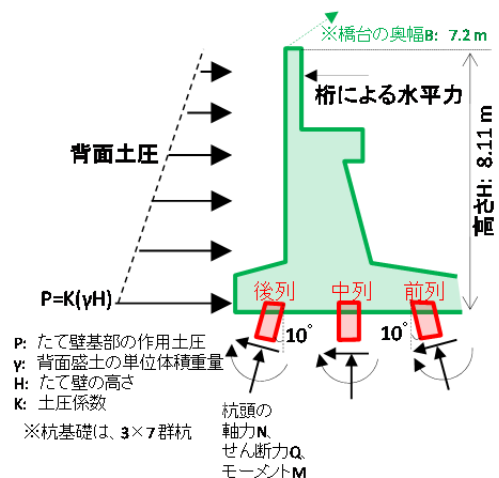 ※橋台の奥幅B: 7.2m
桁による水平力
高さH: 8.11 m
背面土圧
後列
中列
前列
P=K(γH)
10°
10°
P: たて壁基部の作用土圧
γ: 背面盛土の単位体積重量
H: たて壁の高さ
K: 土圧係数
※杭基礎は、3×7 群杭
杭頭の
軸力N、
せん断力Q、
モーメントM